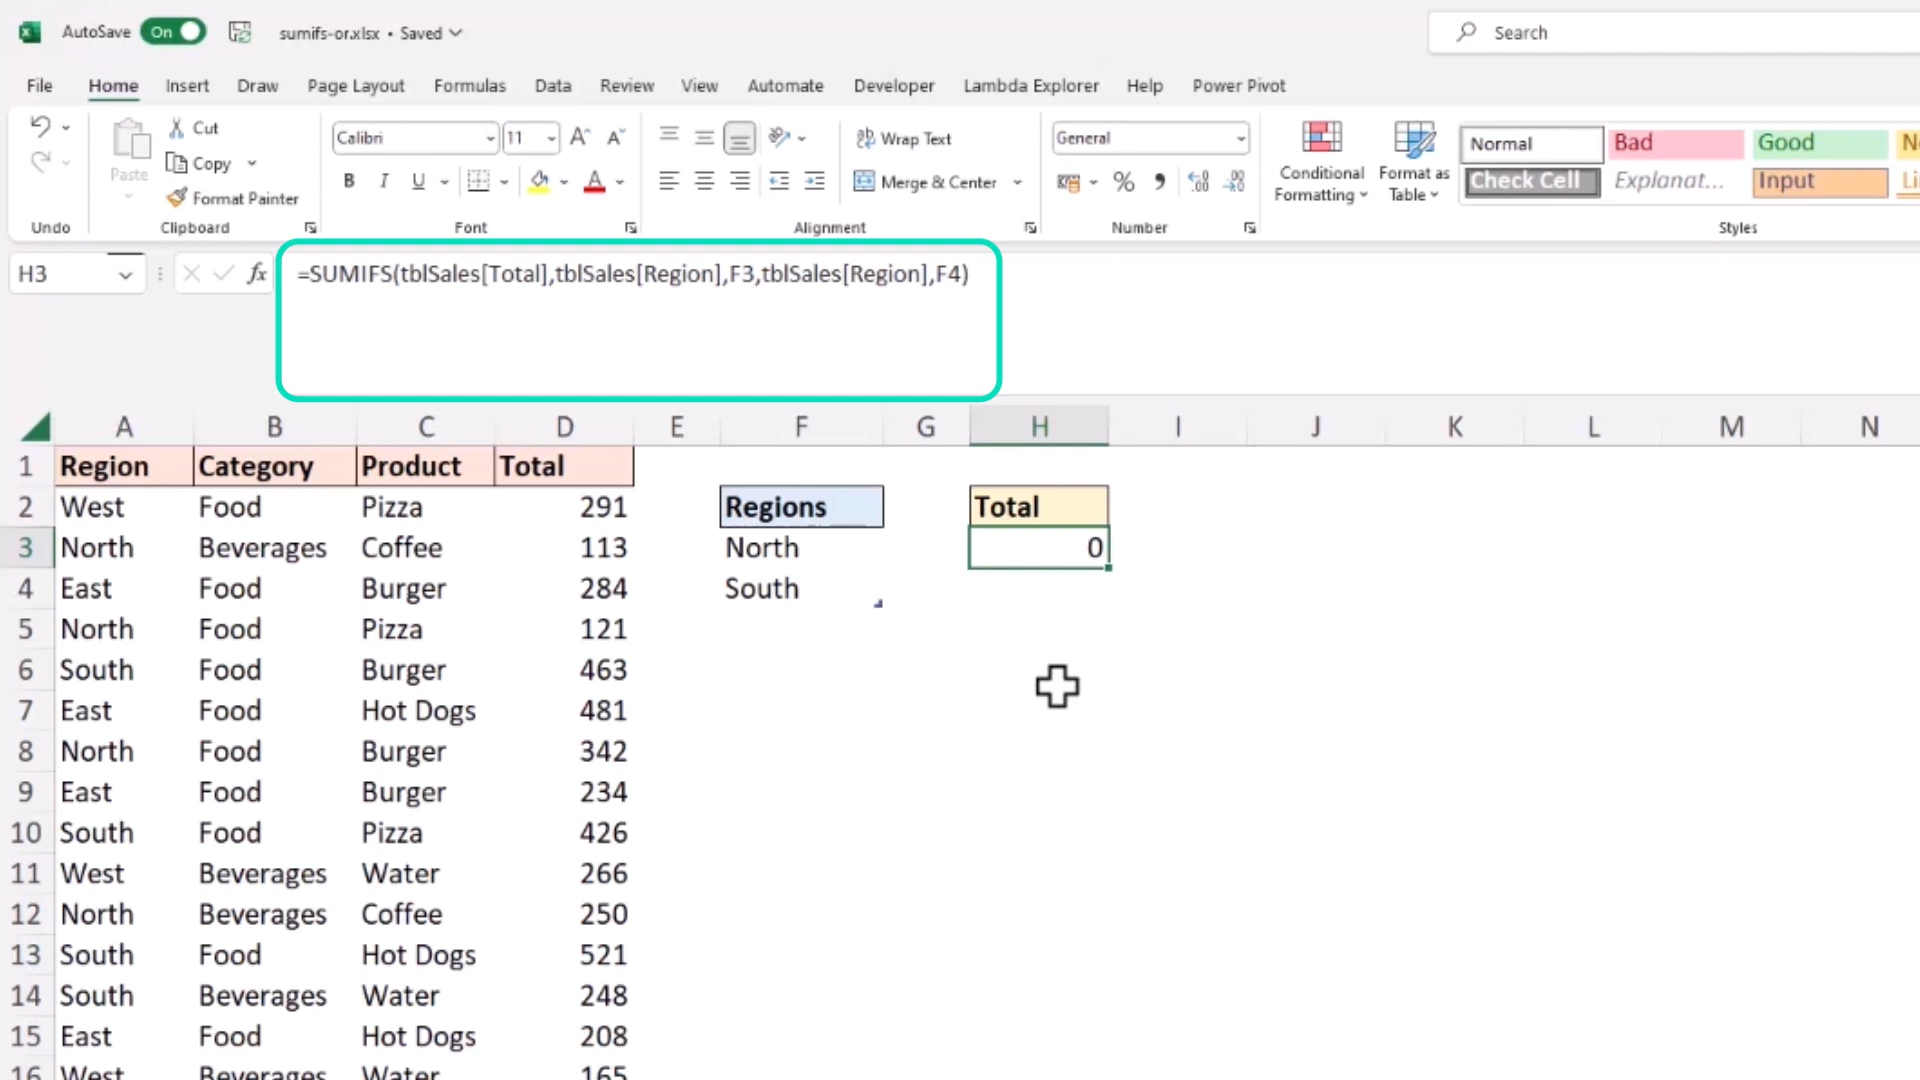 AutoSave On sumifs-or.xlsx • Saved Search
File Home Insert Draw Page Layout Formulas Data Review View Automate Developer Lambda Explorer Help Power Pivot
Cut
Copy
Paste
Format Painter
Undo
Clipboard
Calibri 11
B I U
Font
Wrap Text
Merge & Center
Alignment
General
%
Number
Conditional Formatting
Format as Table
Normal Bad Good
Check Cell Explanat... Input
Styles
H3 fx =SUMIFS(tblSales[Total],tblSales[Region],F3,tblSales[Region],F4)
A B C D E F G H I J K L M N
1 Region Category Product Total
2 West Food Pizza 291 Regions Total
3 North Beverages Coffee 113 North 0
4 East Food Burger 284 South
5 North Food Pizza 121
6 South Food Burger 463
7 East Food Hot Dogs 481
8 North Food Burger 342
9 East Food Burger 234
10 South Food Pizza 426
11 West Beverages Water 266
12 North Beverages Coffee 250
13 South Food Hot Dogs 521
14 South Beverages Water 248
15 East Food Hot Dogs 208
16 West Beverages Water 165